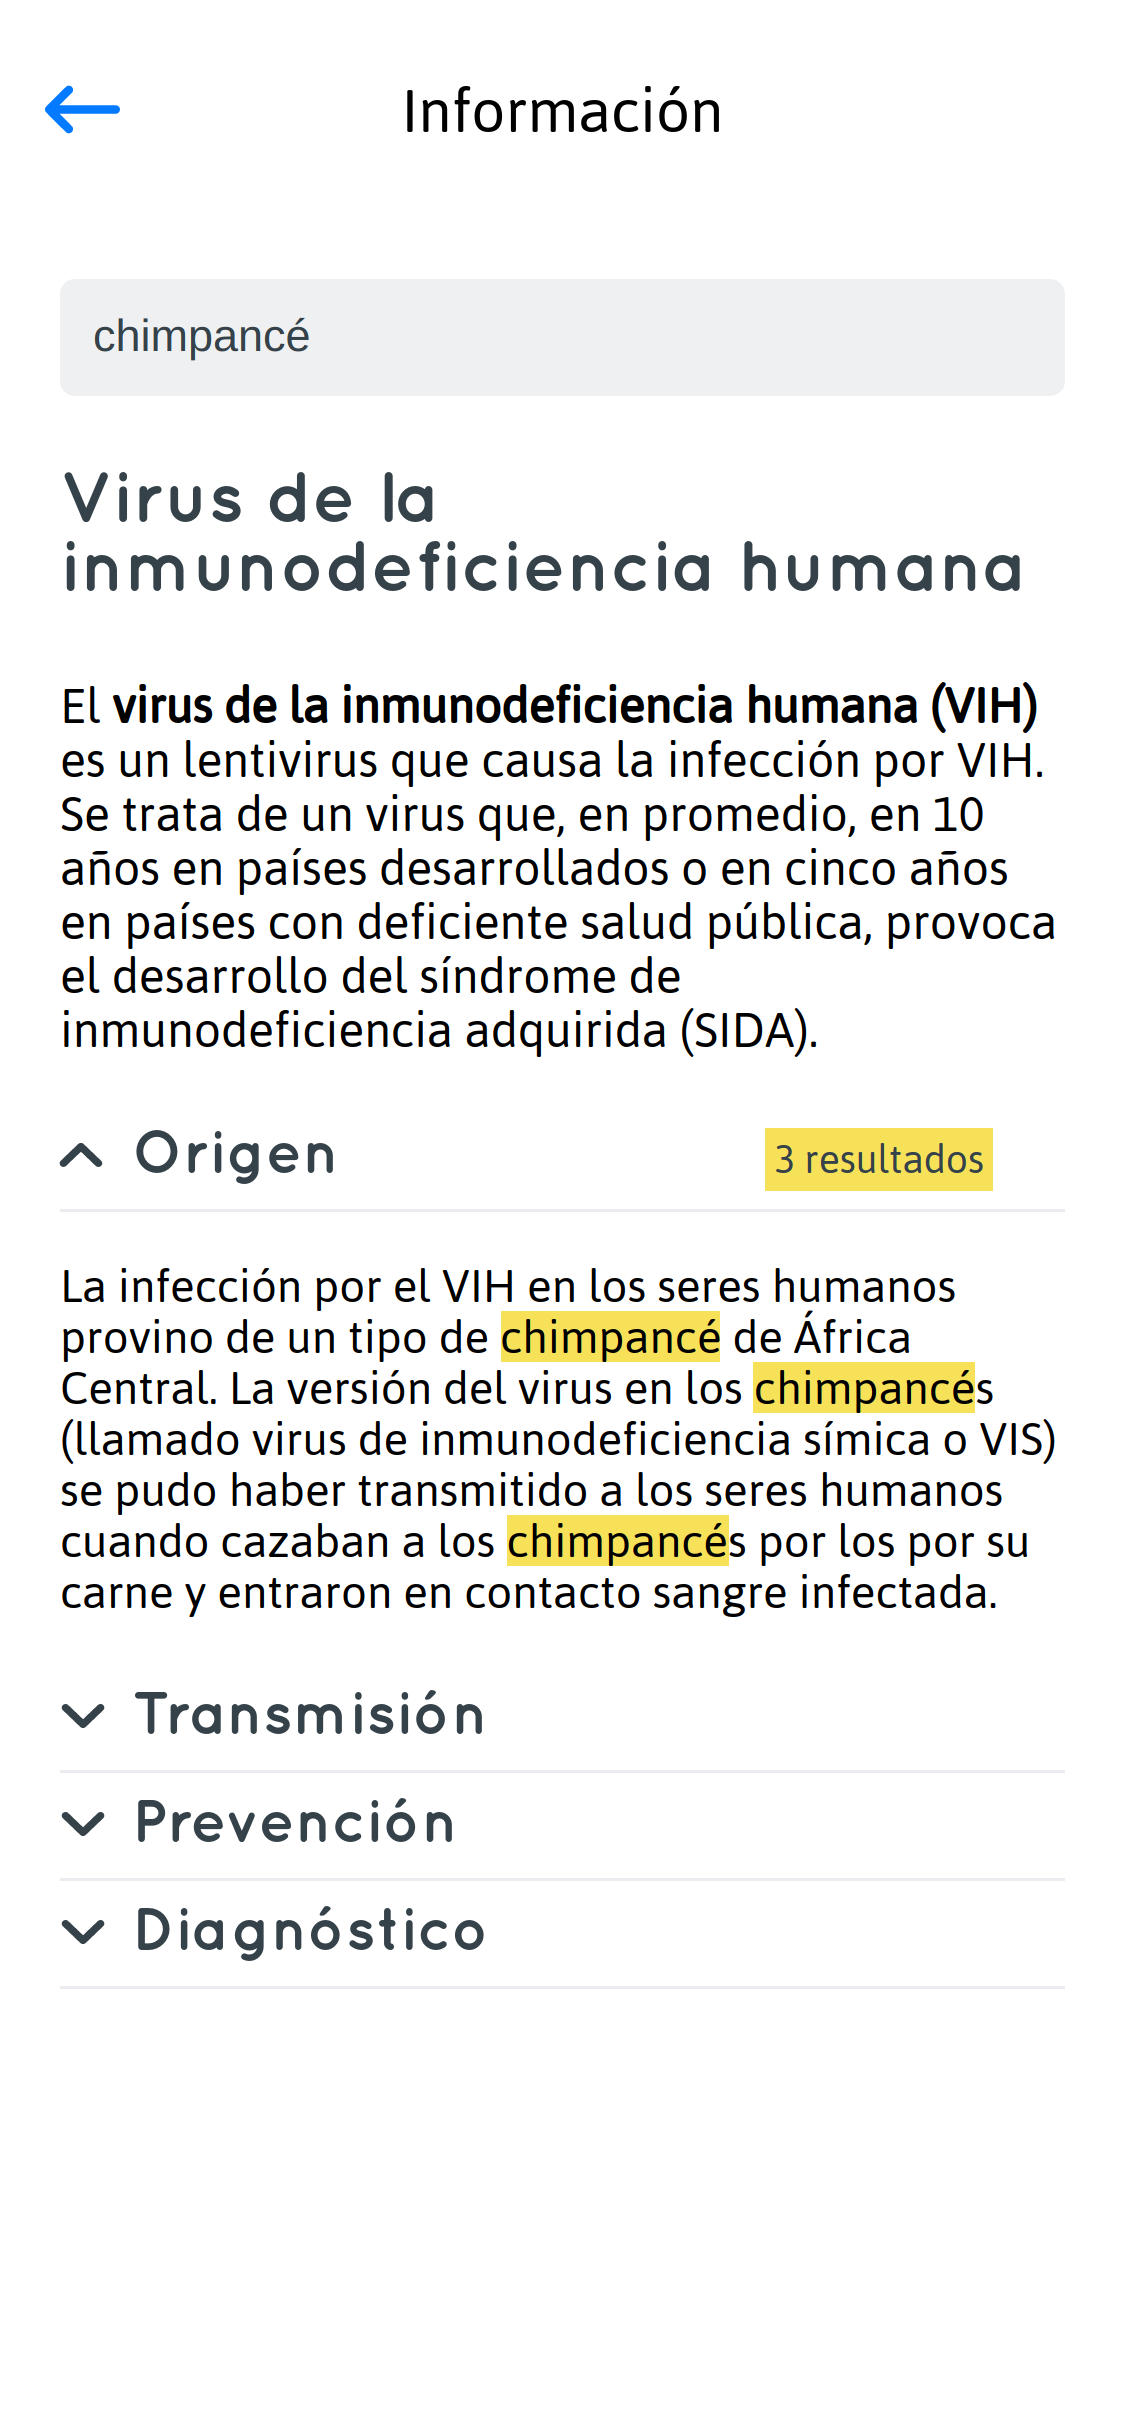 Información
chimpancé
Virus de la
inmunodeficiencia humana
El virus de la inmunodeficiencia humana (VIH)
es un lentivirus que causa la infección por VIH.
Se trata de un virus que, en promedio, en 10
años en países desarrollados o en cinco años
en países con deficiente salud pública, provoca
el desarrollo del síndrome de
inmunodeficiencia adquirida (SIDA).
Origen
3 resultados
La infección por el VIH en los seres humanos
provino de un tipo de chimpancé de África
Central. La versión del virus en los chimpancés
(llamado virus de inmunodeficiencia símica o VIS)
se pudo haber transmitido a los seres humanos
cuando cazaban a los chimpancés por los por su
carne y entraron en contacto sangre infectada.
Transmisión
Prevención
Diagnóstico